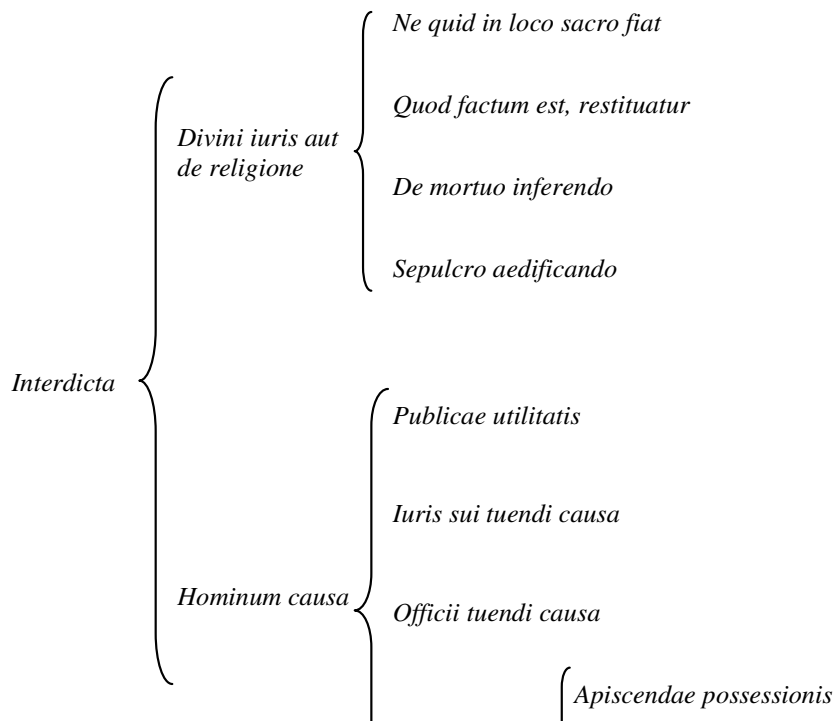 Interdicta
Divini iuris aut
de religione
Ne quid in loco sacro fiat
Quod factum est, restituatur
De mortuo inferendo
Sepulcro aedificando
Hominum causa
Publicae utilitatis
Iuris sui tuendi causa
Officii tuendi causa
Apiscendae possessionis